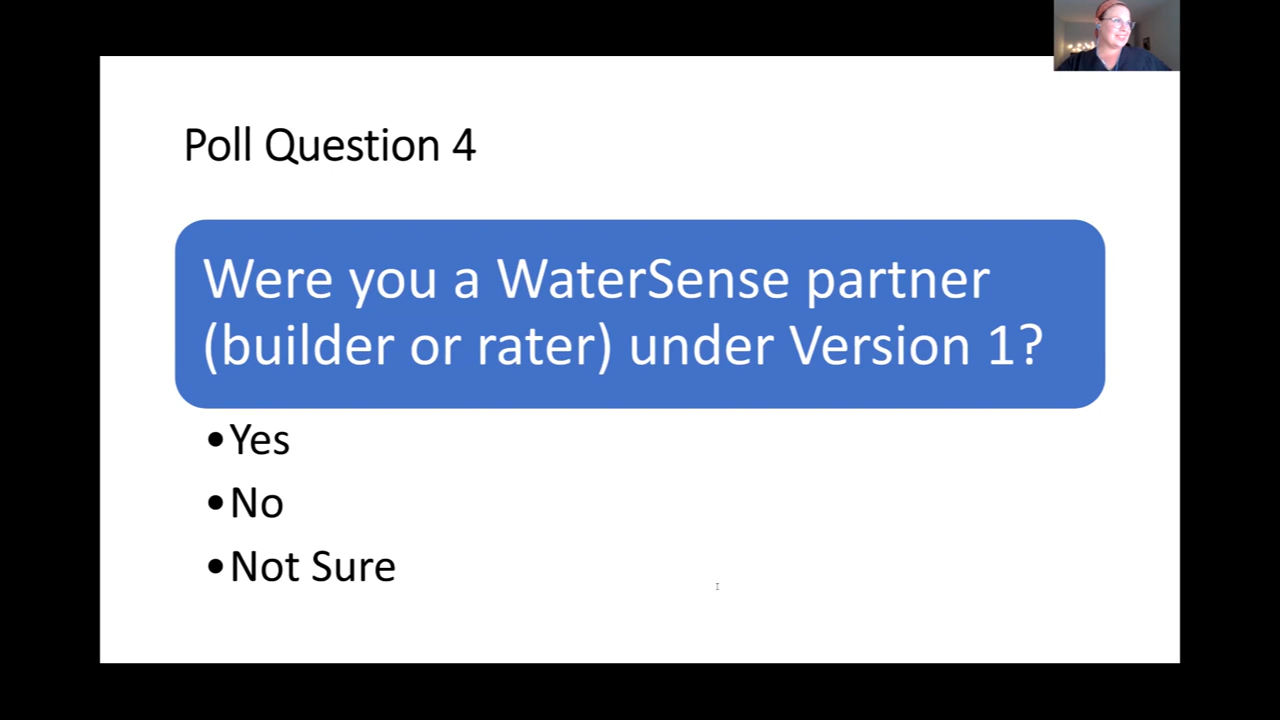 Poll Question 4
Were you a WaterSense partner
(builder or rater) under Version 1?
•Yes
•No
•Not Sure